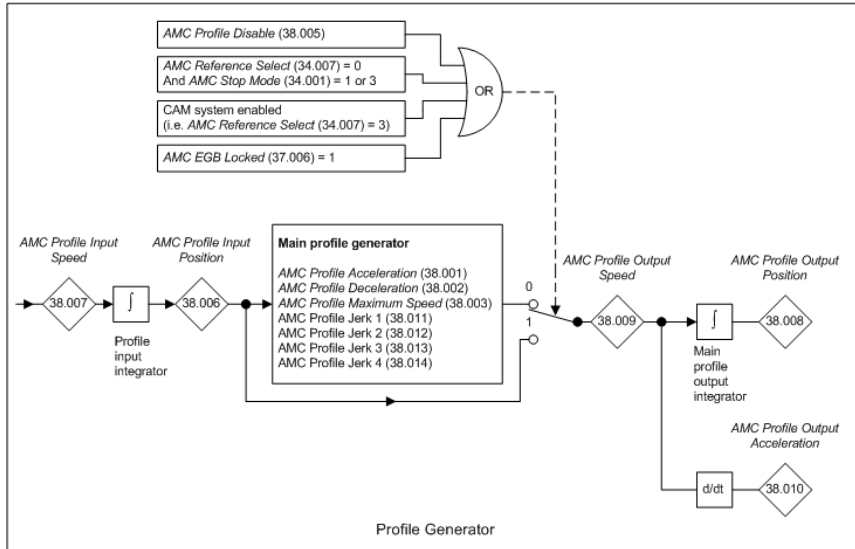 AMC Profile Disable (38.005)
AMC Reference Select (34.007) = 0
And AMC Stop Mode (34.001) = 1 or 3
CAM system enabled
(i.e. AMC Reference Select (34.007) = 3)
AMC EGB Locked (37.006) = 1
OR
AMC Profile Input
Speed
38.007
∫
Profile
input
integrator
AMC Profile Input
Position
38.006
Main profile generator
AMC Profile Acceleration (38.001)
AMC Profile Deceleration (38.002)
AMC Profile Maximum Speed (38.003)
AMC Profile Jerk 1 (38.011)
AMC Profile Jerk 2 (38.012)
AMC Profile Jerk 3 (38.013)
AMC Profile Jerk 4 (38.014)
0
1
AMC Profile Output
Speed
38.009
∫
Main
profile
output
integrator
AMC Profile Output
Position
38.008
AMC Profile Output
Acceleration
d/dt
38.010
Profile Generator